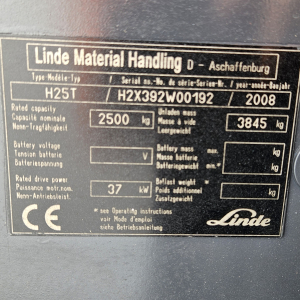 Linde Material Handling D - Aschaffenburg
Type-Modèle-Typ / Serial no.-No. de série-Serien-Nr. / year-année-Baujahr
H25T / H2X392W00192 / 2008
Rated capacity
Capacité nominale 2500 kg
Nenn-Tragfähigkeit
Unladen mass
Masse à vide 3845 kg
Leergewicht
Battery voltage
Tension batterie V
Batteriespannung
Battery mass
Masse batterie kg
Batteriegewicht kg
Rated drive power
Puissance motr.nom. 37 kW
Nenn-Antriebsleist.
Ballast weight
Poids additionnel kg
Zusatzgewicht
CE
see Operating instructions
voir Mode d'emploi
siehe Betriebsanleitung
Linde